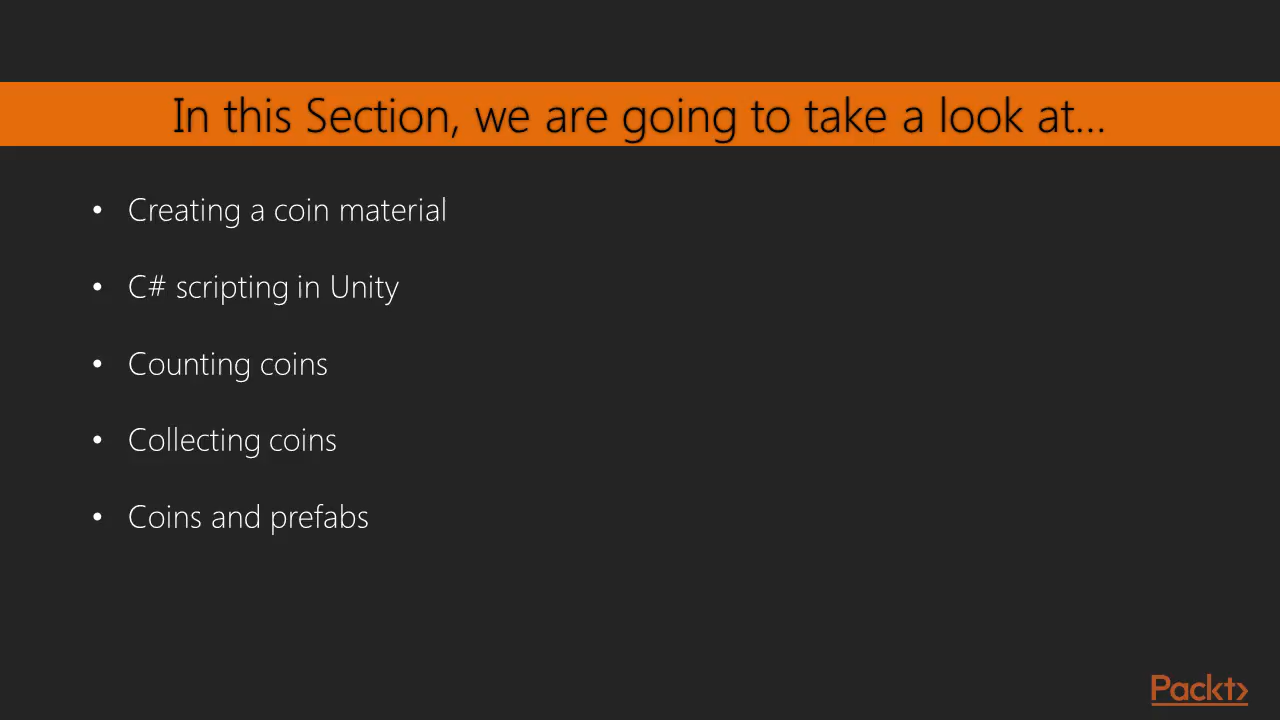 In this Section, we are going to take a look at...
• Creating a coin material
• C# scripting in Unity
• Counting coins
• Collecting coins
• Coins and prefabs
Packt>